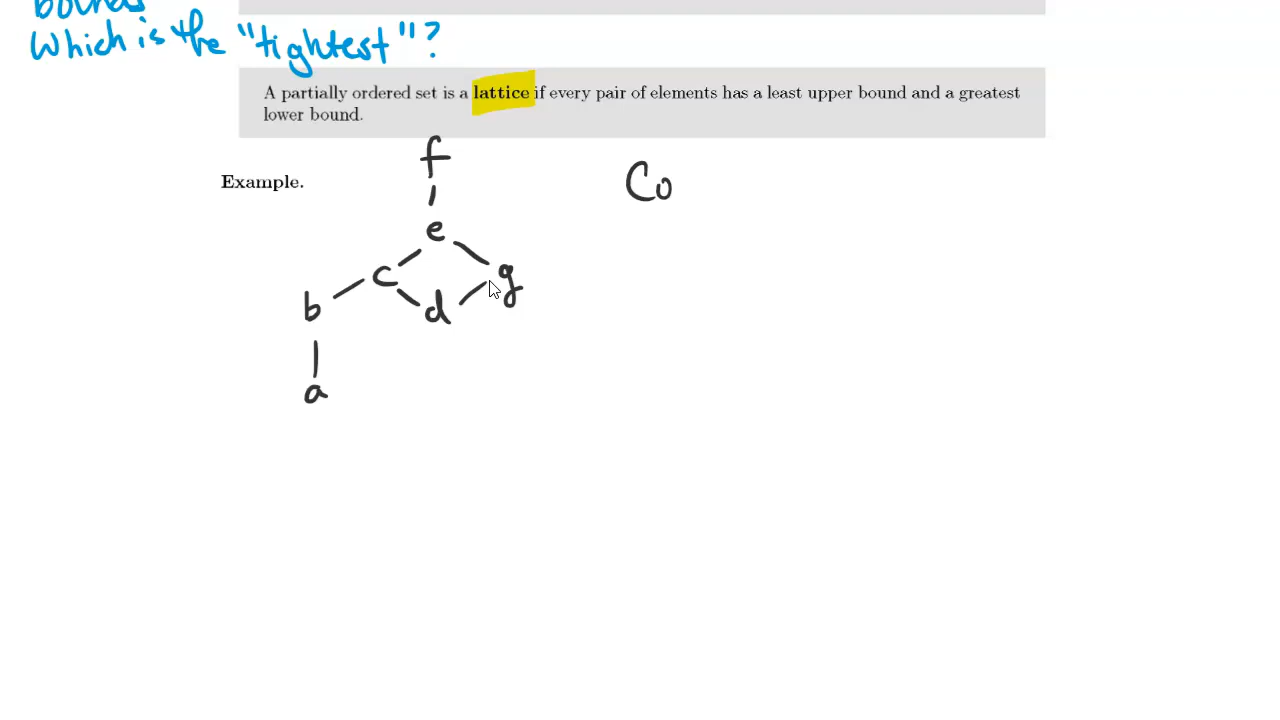 bounds
Which is the "tightest"?
A partially ordered set is a lattice if every pair of elements has a least upper bound and a greatest
lower bound.
f
Example.
Co
e
c
g
b
d
a